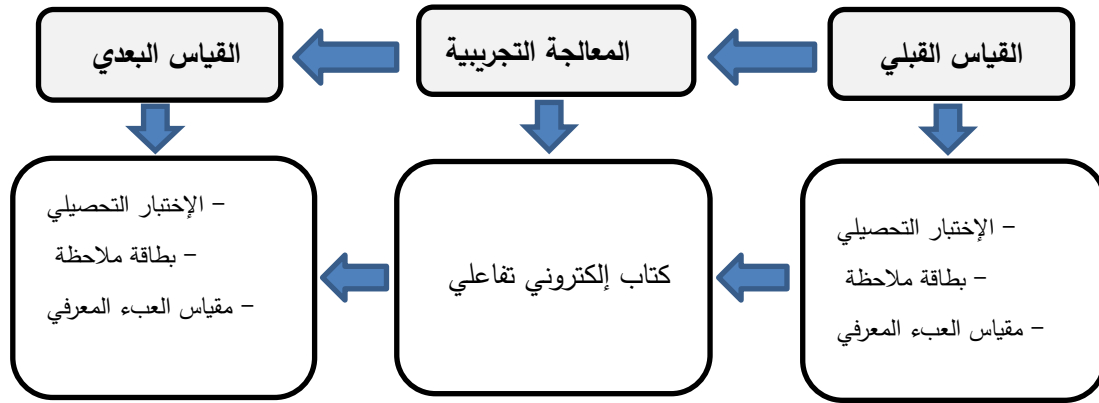 القياس القبلي
المعالجة التجريبية
القياس البعدي
- الإختبار التحصيلي
- بطاقة ملاحظة
- مقياس العبء المعرفي
كتاب إلكتروني تفاعلي
- الإختبار التحصيلي
- بطاقة ملاحظة
- مقياس العبء المعرفي